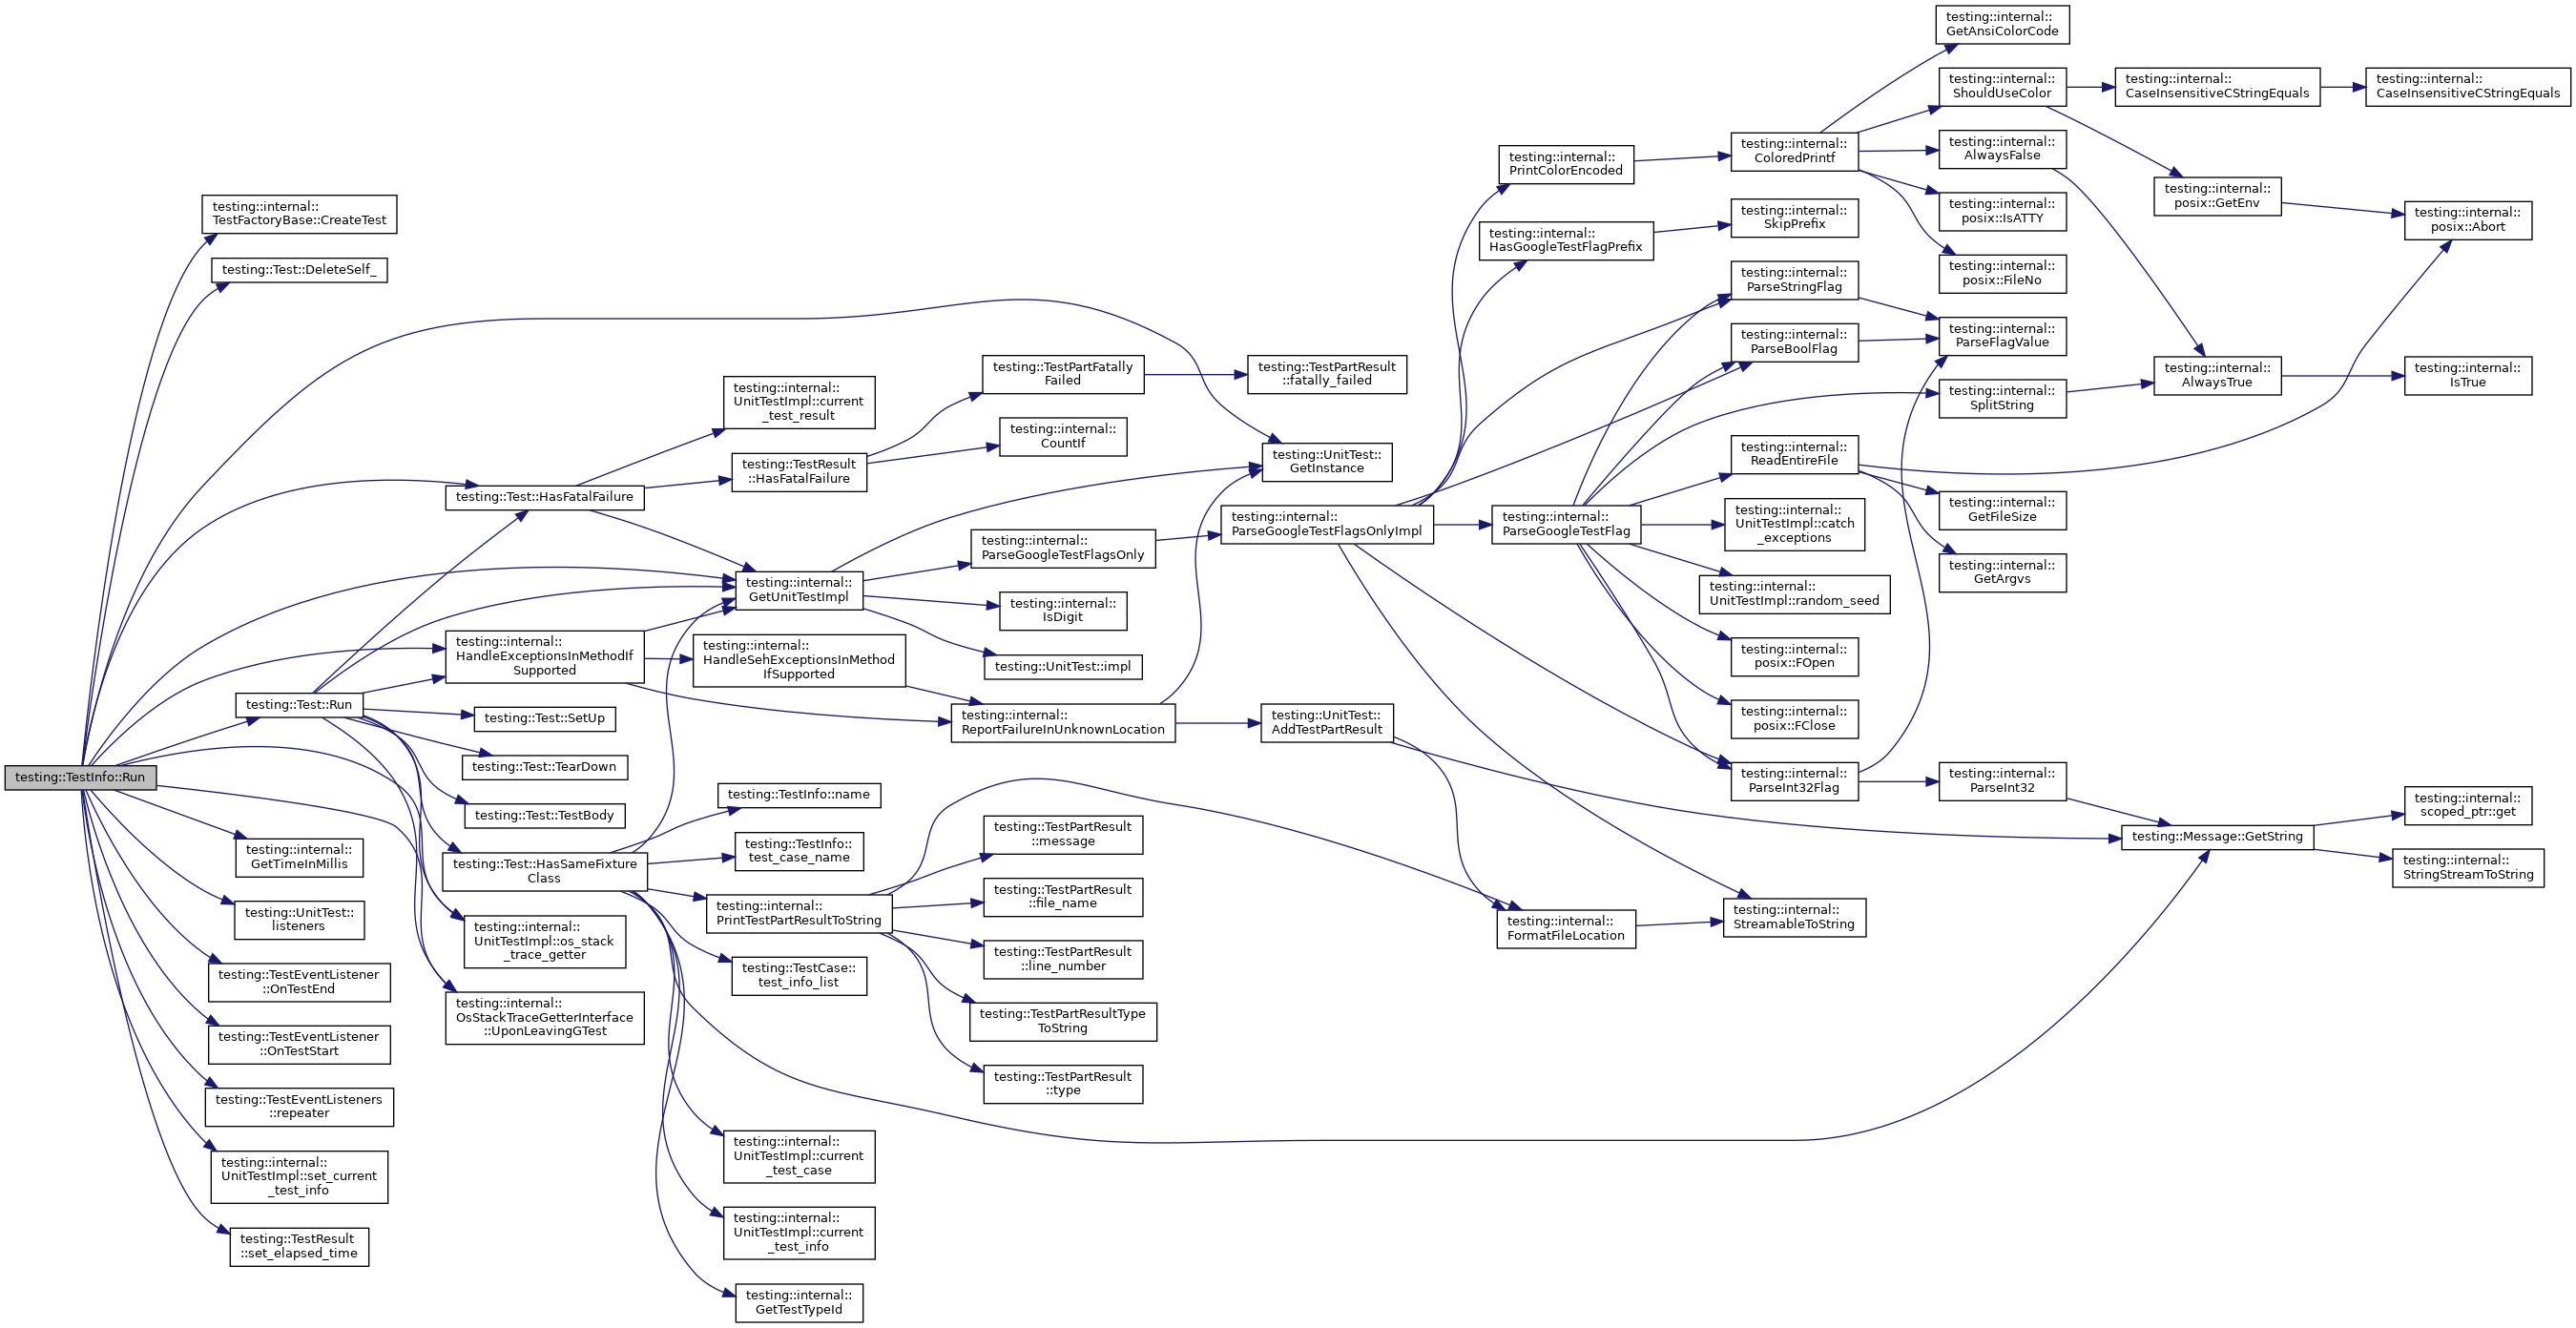 testing::TestInfo::Run
testing::internal::
TestFactoryBase::CreateTest
testing::Test::DeleteSelf_
testing::Test::Run
testing::internal::
GetTimeInMillis
testing::UnitTest::
listeners
testing::TestEventListener
::OnTestEnd
testing::TestEventListener
::OnTestStart
testing::TestEventListeners
::repeater
testing::internal::
UnitTestImpl::set_current
_test_info
testing::TestResult
::set_elapsed_time
testing::Test::HasFatalFailure
testing::internal::
HandleExceptionsInMethodIf
Supported
testing::Test::SetUp
testing::Test::TearDown
testing::Test::TestBody
testing::Test::HasSameFixture
Class
testing::internal::
UnitTestImpl::os_stack
_trace_getter
testing::internal::
OsStackTraceGetterInterface
::UponLeavingGTest
testing::internal::
UnitTestImpl::current
_test_result
testing::TestResult
::HasFatalFailure
testing::internal::
GetUnitTestImpl
testing::internal::
HandleSehExceptionsInMethod
IfSupported
testing::TestInfo::name
testing::TestInfo::
test_case_name
testing::internal::
PrintTestPartResultToString
testing::TestCase::
test_info_list
testing::internal::
UnitTestImpl::current
_test_case
testing::internal::
UnitTestImpl::current
_test_info
testing::internal::
GetTestTypeId
testing::TestPartFatally
Failed
testing::internal::
CountIf
testing::internal::
ParseGoogleTestFlagsOnly
testing::internal::
IsDigit
testing::UnitTest::impl
testing::internal::
ReportFailureInUnknownLocation
testing::TestPartResult
::message
testing::TestPartResult
::file_name
testing::TestPartResult
::line_number
testing::TestPartResultType
ToString
testing::TestPartResult
::type
testing::TestPartResult
::fatally_failed
testing::UnitTest::
GetInstance
testing::internal::
ParseGoogleTestFlagsOnlyImpl
testing::UnitTest::
AddTestPartResult
testing::internal::
PrintColorEncoded
testing::internal::
HasGoogleTestFlagPrefix
testing::internal::
ParseGoogleTestFlag
testing::internal::
FormatFileLocation
testing::internal::
ColoredPrintf
testing::internal::
SkipPrefix
testing::internal::
ParseStringFlag
testing::internal::
ParseBoolFlag
testing::internal::
ReadEntireFile
testing::internal::
UnitTestImpl::catch
_exceptions
testing::internal::
UnitTestImpl::random_seed
testing::internal::
posix::FOpen
testing::internal::
posix::FClose
testing::internal::
ParseInt32Flag
testing::internal::
StreamableToString
testing::internal::
GetAnsiColorCode
testing::internal::
ShouldUseColor
testing::internal::
AlwaysFalse
testing::internal::
posix::IsATTY
testing::internal::
posix::FileNo
testing::internal::
ParseFlagValue
testing::internal::
SplitString
testing::internal::
GetFileSize
testing::internal::
GetArgvs
testing::internal::
ParseInt32
testing::internal::
CaseInsensitiveCStringEquals
testing::internal::
posix::GetEnv
testing::internal::
AlwaysTrue
testing::Message::GetString
testing::internal::
CaseInsensitiveCStringEquals
testing::internal::
posix::Abort
testing::internal::
IsTrue
testing::internal::
scoped_ptr::get
testing::internal::
StringStreamToString